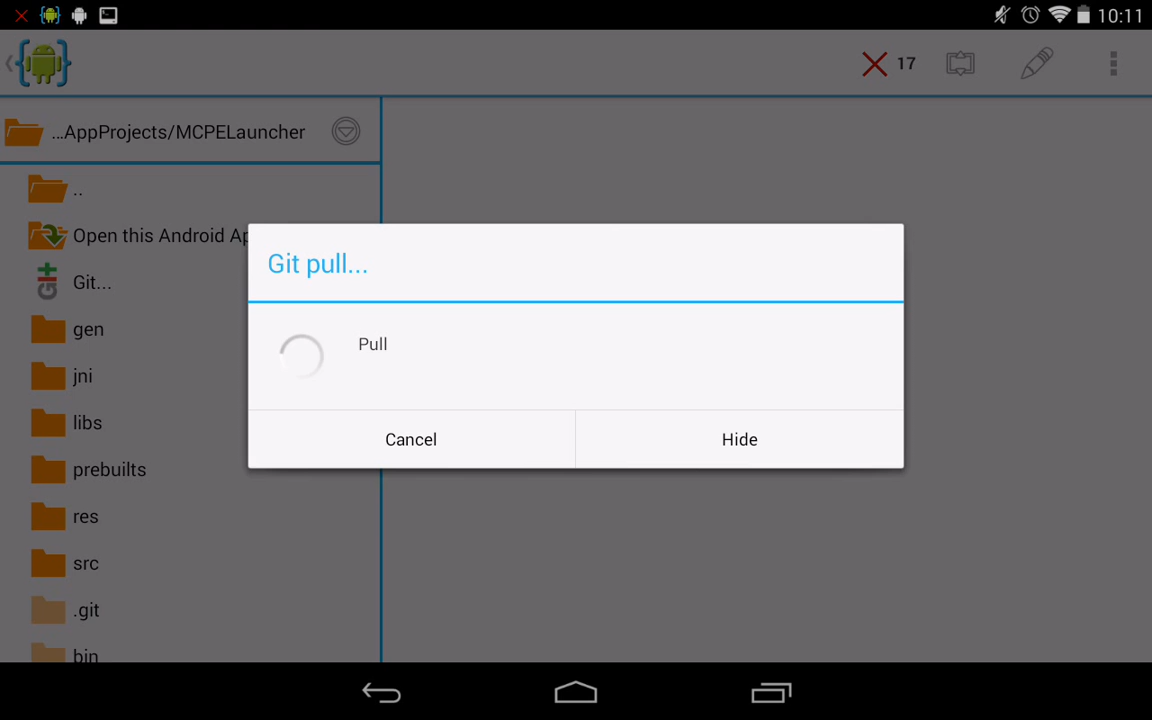 10:11
17
...AppProjects/MCPELauncher
..
Open this Android Ap
Git...
gen
jni
libs
prebuilts
res
src
.git
bin
Git pull...
Pull
Cancel
Hide